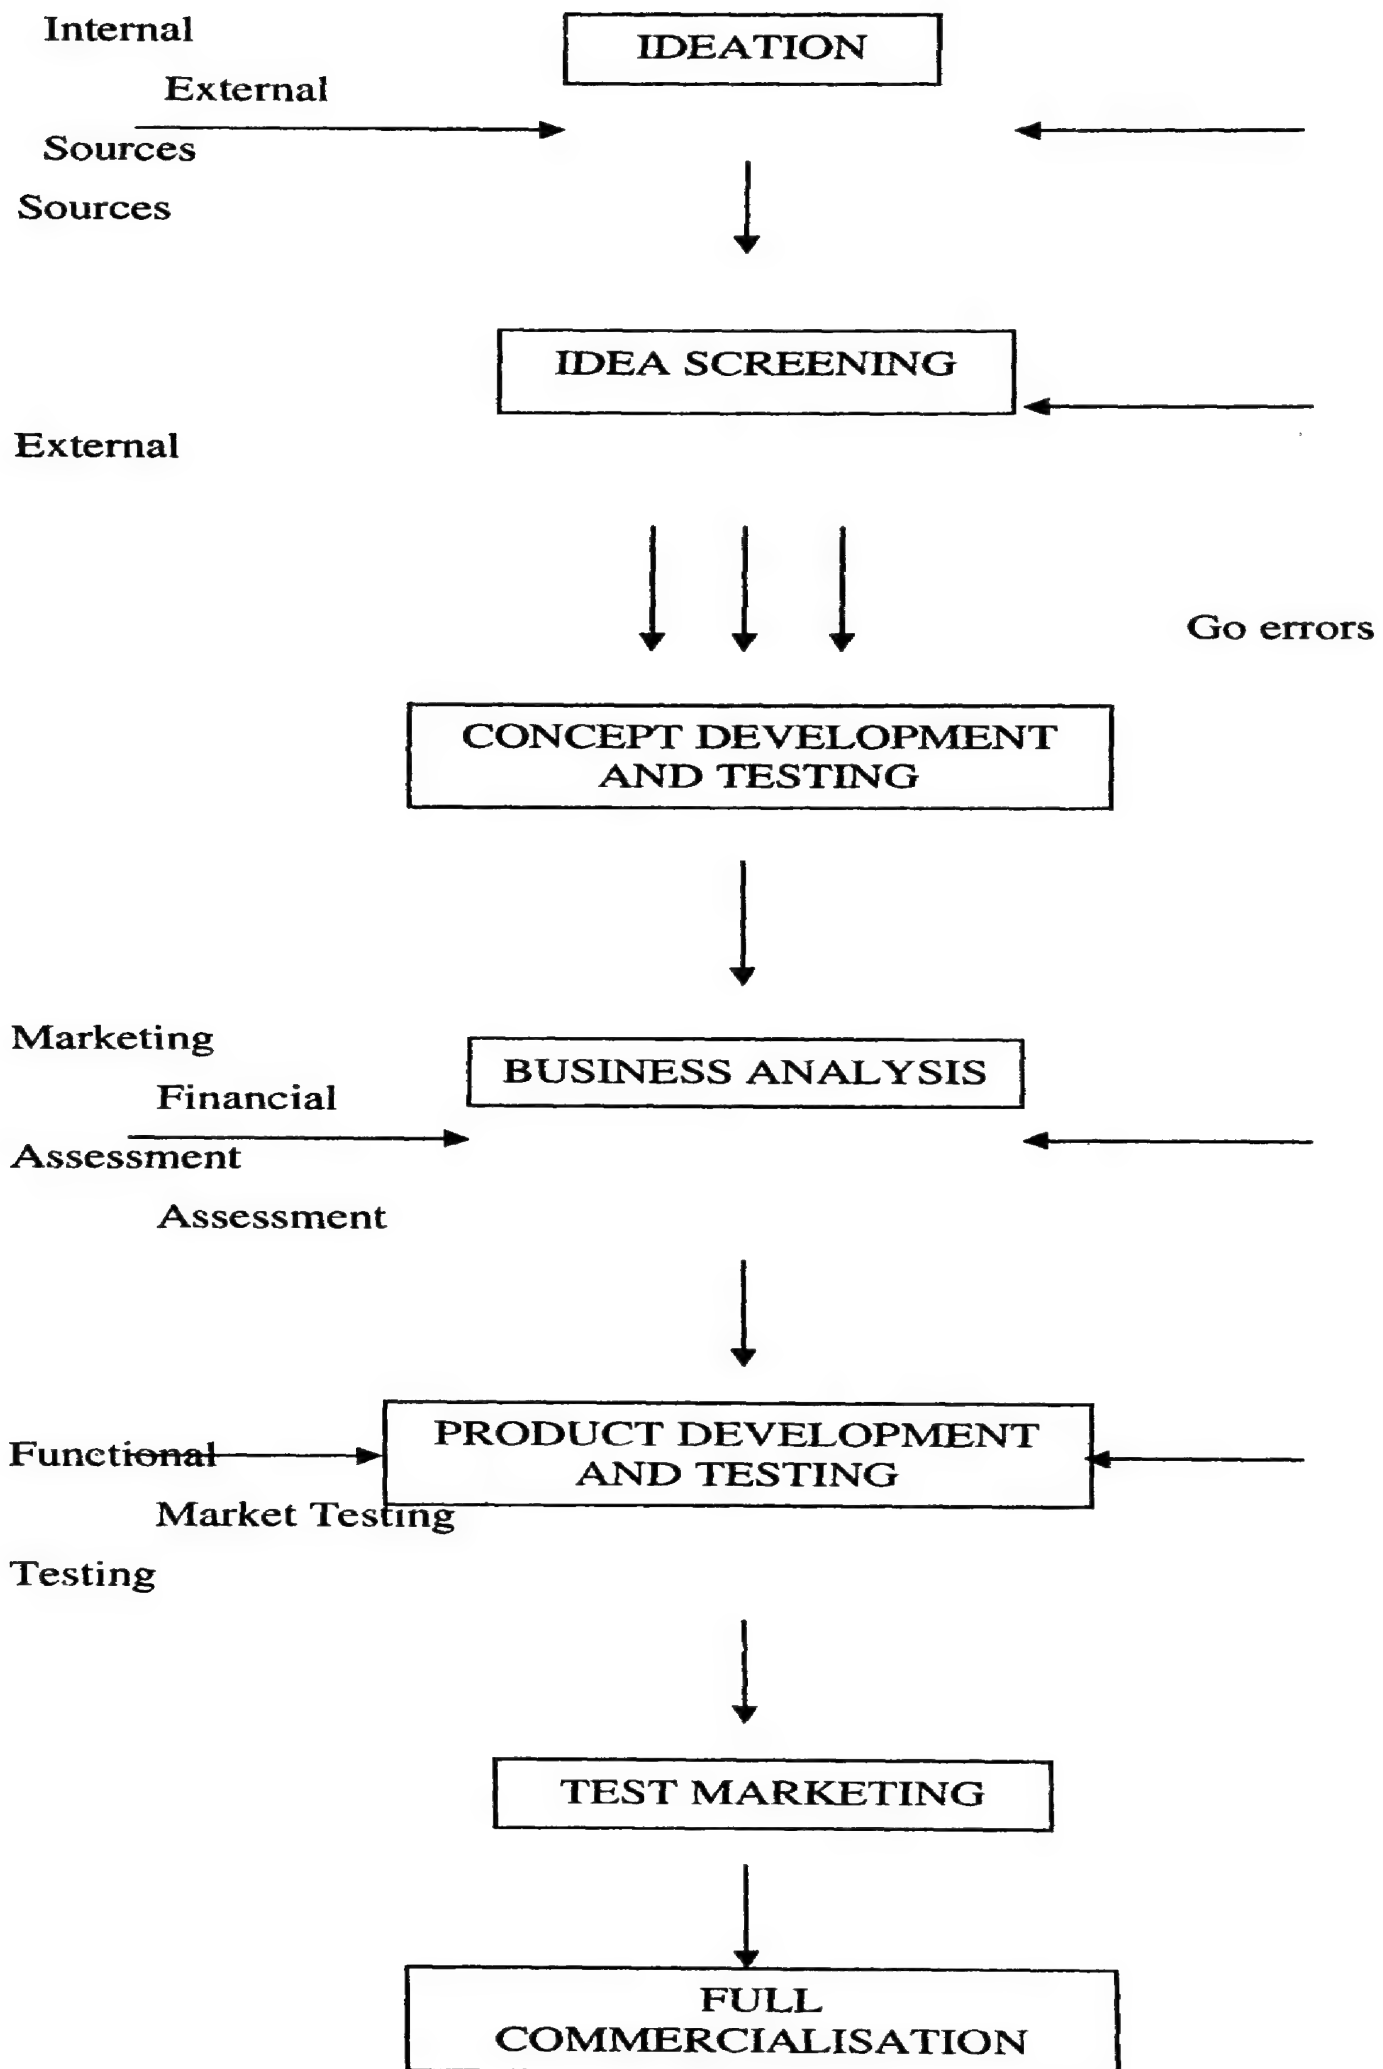 Internal
IDEATION
External
Sources
Sources
IDEA SCREENING
External
Go errors
CONCEPT DEVELOPMENT
AND TESTING
Marketing
BUSINESS ANALYSIS
Financial
Assessment
Assessment
PRODUCT DEVELOPMENT
AND TESTING
Functional
Market Testing
Testing
TEST MARKETING
FULL
COMMERCIALISATION